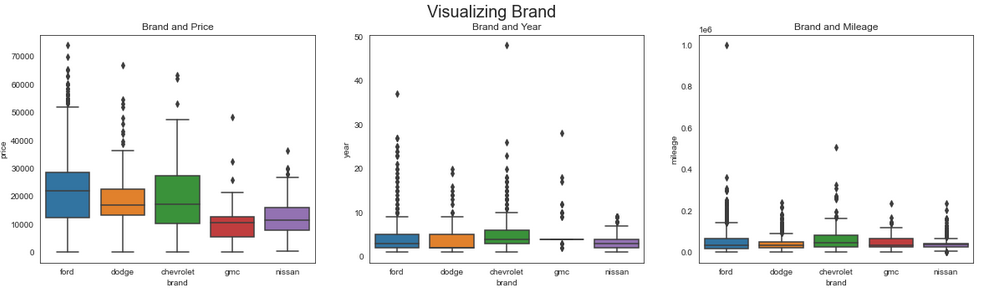 Visualizing Brand
Brand and Price
price
70000
60000
50000
40000
30000
20000
10000
0
ford dodge chevrolet gmc nissan
brand
Brand and Year
year
50
40
30
20
10
0
ford dodge chevrolet gmc nissan
brand
Brand and Mileage
1e6
mileage
1.0
0.8
0.6
0.4
0.2
0.0
ford dodge chevrolet gmc nissan
brand